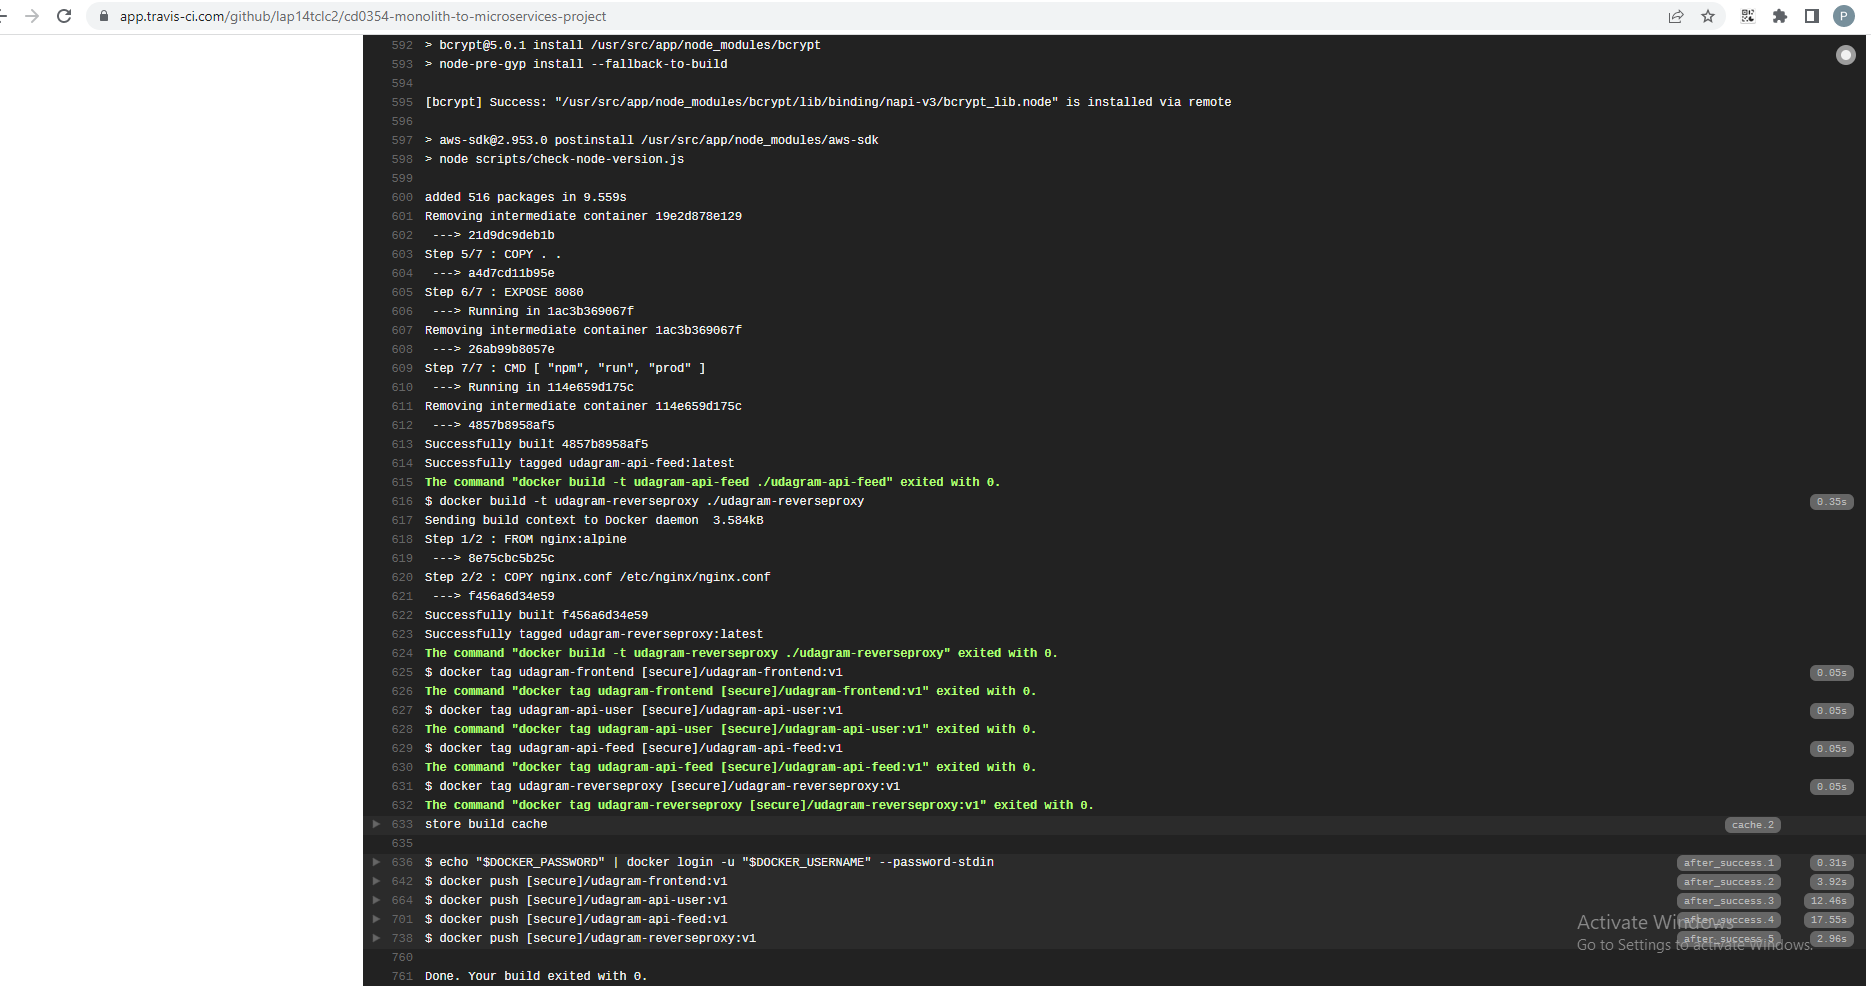 app.travis-ci.com/github/lap14tclc2/cd0354-monolith-to-microservices-project
P
592 > bcrypt@5.0.1 install /usr/src/app/node_modules/bcrypt
593 > node-pre-gyp install --fallback-to-build
594
595 [bcrypt] Success: "/usr/src/app/node_modules/bcrypt/lib/binding/napi-v3/bcrypt_lib.node" is installed via remote
596
597 > aws-sdk@2.953.0 postinstall /usr/src/app/node_modules/aws-sdk
598 > node scripts/check-node-version.js
599
600 added 516 packages in 9.559s
601 Removing intermediate container 19e2d878e129
602 ---> 21d9dc9deb1b
603 Step 5/7 : COPY . .
604 ---> a4d7cd11b95e
605 Step 6/7 : EXPOSE 8080
606 ---> Running in 1ac3b369067f
607 Removing intermediate container 1ac3b369067f
608 ---> 26ab99b8057e
609 Step 7/7 : CMD [ "npm", "run", "prod" ]
610 ---> Running in 114e659d175c
611 Removing intermediate container 114e659d175c
612 ---> 4857b8958af5
613 Successfully built 4857b8958af5
614 Successfully tagged udagram-api-feed:latest
615 The command "docker build -t udagram-api-feed ./udagram-api-feed" exited with 0.
616 $ docker build -t udagram-reverseproxy ./udagram-reverseproxy 0.35s
617 Sending build context to Docker daemon 3.584kB
618 Step 1/2 : FROM nginx:alpine
619 ---> 8e75cbc5b25c
620 Step 2/2 : COPY nginx.conf /etc/nginx/nginx.conf
621 ---> f456a6d34e59
622 Successfully built f456a6d34e59
623 Successfully tagged udagram-reverseproxy:latest
624 The command "docker build -t udagram-reverseproxy ./udagram-reverseproxy" exited with 0.
625 $ docker tag udagram-frontend [secure]/udagram-frontend:v1 0.05s
626 The command "docker tag udagram-frontend [secure]/udagram-frontend:v1" exited with 0.
627 $ docker tag udagram-api-user [secure]/udagram-api-user:v1 0.05s
628 The command "docker tag udagram-api-user [secure]/udagram-api-user:v1" exited with 0.
629 $ docker tag udagram-api-feed [secure]/udagram-api-feed:v1 0.05s
630 The command "docker tag udagram-api-feed [secure]/udagram-api-feed:v1" exited with 0.
631 $ docker tag udagram-reverseproxy [secure]/udagram-reverseproxy:v1 0.05s
632 The command "docker tag udagram-reverseproxy [secure]/udagram-reverseproxy:v1" exited with 0.
633 store build cache cache.2
635
636 $ echo "$DOCKER_PASSWORD" | docker login -u "$DOCKER_USERNAME" --password-stdin after_success.1 0.31s
642 $ docker push [secure]/udagram-frontend:v1 after_success.2 3.92s
664 $ docker push [secure]/udagram-api-user:v1 after_success.3 12.46s
701 $ docker push [secure]/udagram-api-feed:v1 after_success.4 17.55s
738 $ docker push [secure]/udagram-reverseproxy:v1 after_success.5 2.96s
760
761 Done. Your build exited with 0.
Activate Windows
Go to Settings to activate Windows.